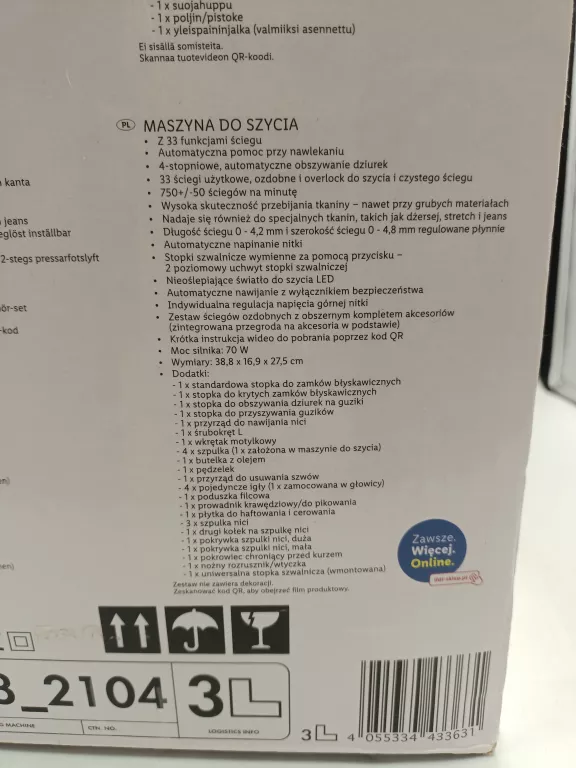 - 1 x suojahuppu
- 1 x poljin/pistoke
- 1 x yleispaininjalka (valmiiksi asennettu)
Ei sisällä somisteita.
Skannaa tuotevideon QR-koodi.
PL MASZYNA DO SZYCIA
• Z 33 funkcjami ściegu
• Automatyczna pomoc przy nawlekaniu
• 4-stopniowe, automatyczne obszywanie dziurek
• 33 ściegi użytkowe, ozdobne i overlock do szycia i czystego ściegu
• 750+/-50 ściegów na minutę
• Wysoka skuteczność przebijania tkaniny – nawet przy grubych materiałach
• Nadaje się również do specjalnych tkanin, takich jak dżersej, stretch i jeans
• Długość ściegu 0 - 4,2 mm i szerokość ściegu 0 - 4,8 mm regulowane płynnie
• Automatyczne napinanie nitki
• Stopki szwalnicze wymienne za pomocą przycisku –
2 poziomowy uchwyt stopki szwalniczej
• Nieoślepiające światło do szycia LED
• Automatyczne nawijanie z wyłącznikiem bezpieczeństwa
• Indywidualna regulacja napięcia górnej nitki
• Zestaw ściegów ozdobnych z obszernym kompletem akcesoriów
(zintegrowana przegroda na akcesoria w podstawie)
• Krótka instrukcja wideo do pobrania poprzez kod QR
• Moc silnika: 70 W
• Wymiary: 38,8 x 16,9 x 27,5 cm
• Dodatki:
- 1 x standardowa stopka do zamków błyskawicznych
- 1 x stopka do krytych zamków błyskawicznych
- 1 x stopka do obszywania dziurek na guziki
- 1 x stopka do przyszywania guzików
- 1 x przyrząd do nawijania nici
- 1 x śrubokręt L
- 1 x wkrętak motylkowy
- 4 x szpulka (1 x założona w maszynie do szycia)
- 1 x butelka z olejem
- 1 x pędzelek
- 1 x przyrząd do usuwania szwów
- 4 x pojedyncze igły (1 x zamocowana w głowicy)
- 1 x poduszka filcowa
- 1 x prowadnik krawędziowy/do pikowania
- 1 x płytka do haftowania i cerowania
- 3 x szpulka nici
- 1 x drugi kołek na szpulkę nici
- 1 x pokrywka szpulki nici, duża
- 1 x pokrywka szpulki nici, mała
- 1 x pokrowiec chroniący przed kurzem
- 1 x nożny rozrusznik/wtyczka
- 1 x uniwersalna stopka szwalnicza (wmontowana)
Zestaw nie zawiera dekoracji.
Zeskanować kod QR, aby obejrzeć film produktowy.
kanta
jeans
eglöst inställbar
2-stegs pressarfotslyft
ör-set
-kod
Zawsze.
Więcej.
Online.
_2104
3
G MACHINE
CTN. NO.
LOGISTICS INFO
3
4 055334 433631